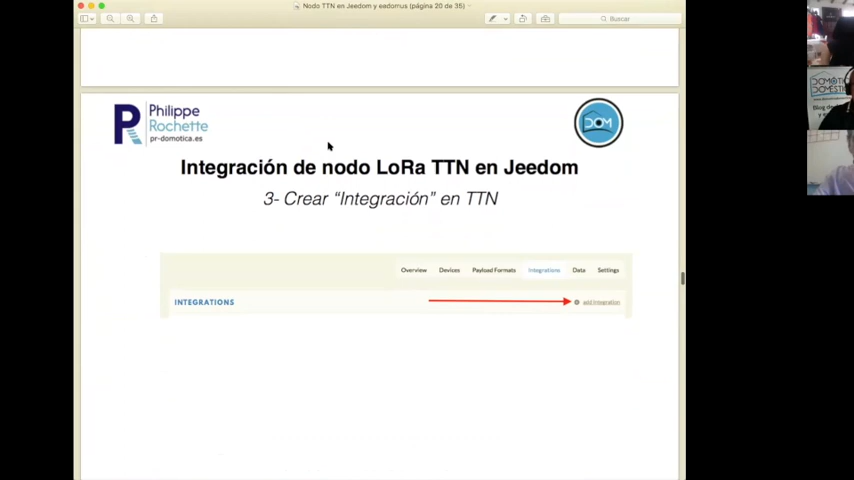 Nodo TTN en Jeedom y eedomus (página 20 de 35)
Buscar
Philippe
Rochette
pr-domotica.es
DOM
Integración de nodo LoRa TTN en Jeedom
3- Crear “Integración” en TTN
Overview Devices Payload Formats Integrations Data Settings
INTEGRATIONS
add integration